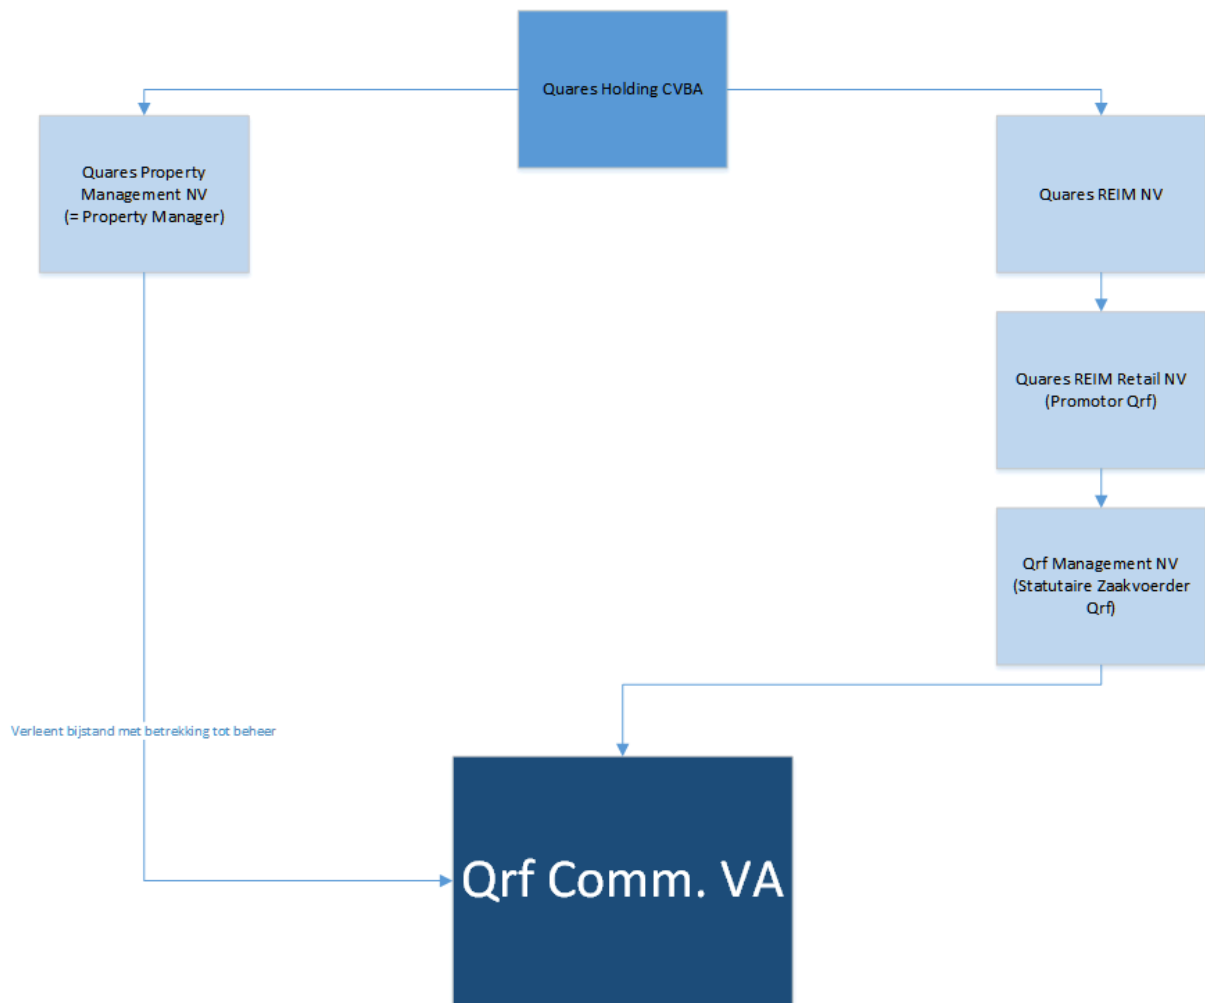 Quares Holding CVBA
Quares Property
Management NV
(= Property Manager)
Quares REIM NV
Quares REIM Retail NV
(Promotor Qrf)
Qrf Management NV
(Statutaire Zaakvoerder
Qrf)
Verleent bijstand met betrekking tot beheer
Qrf Comm. VA